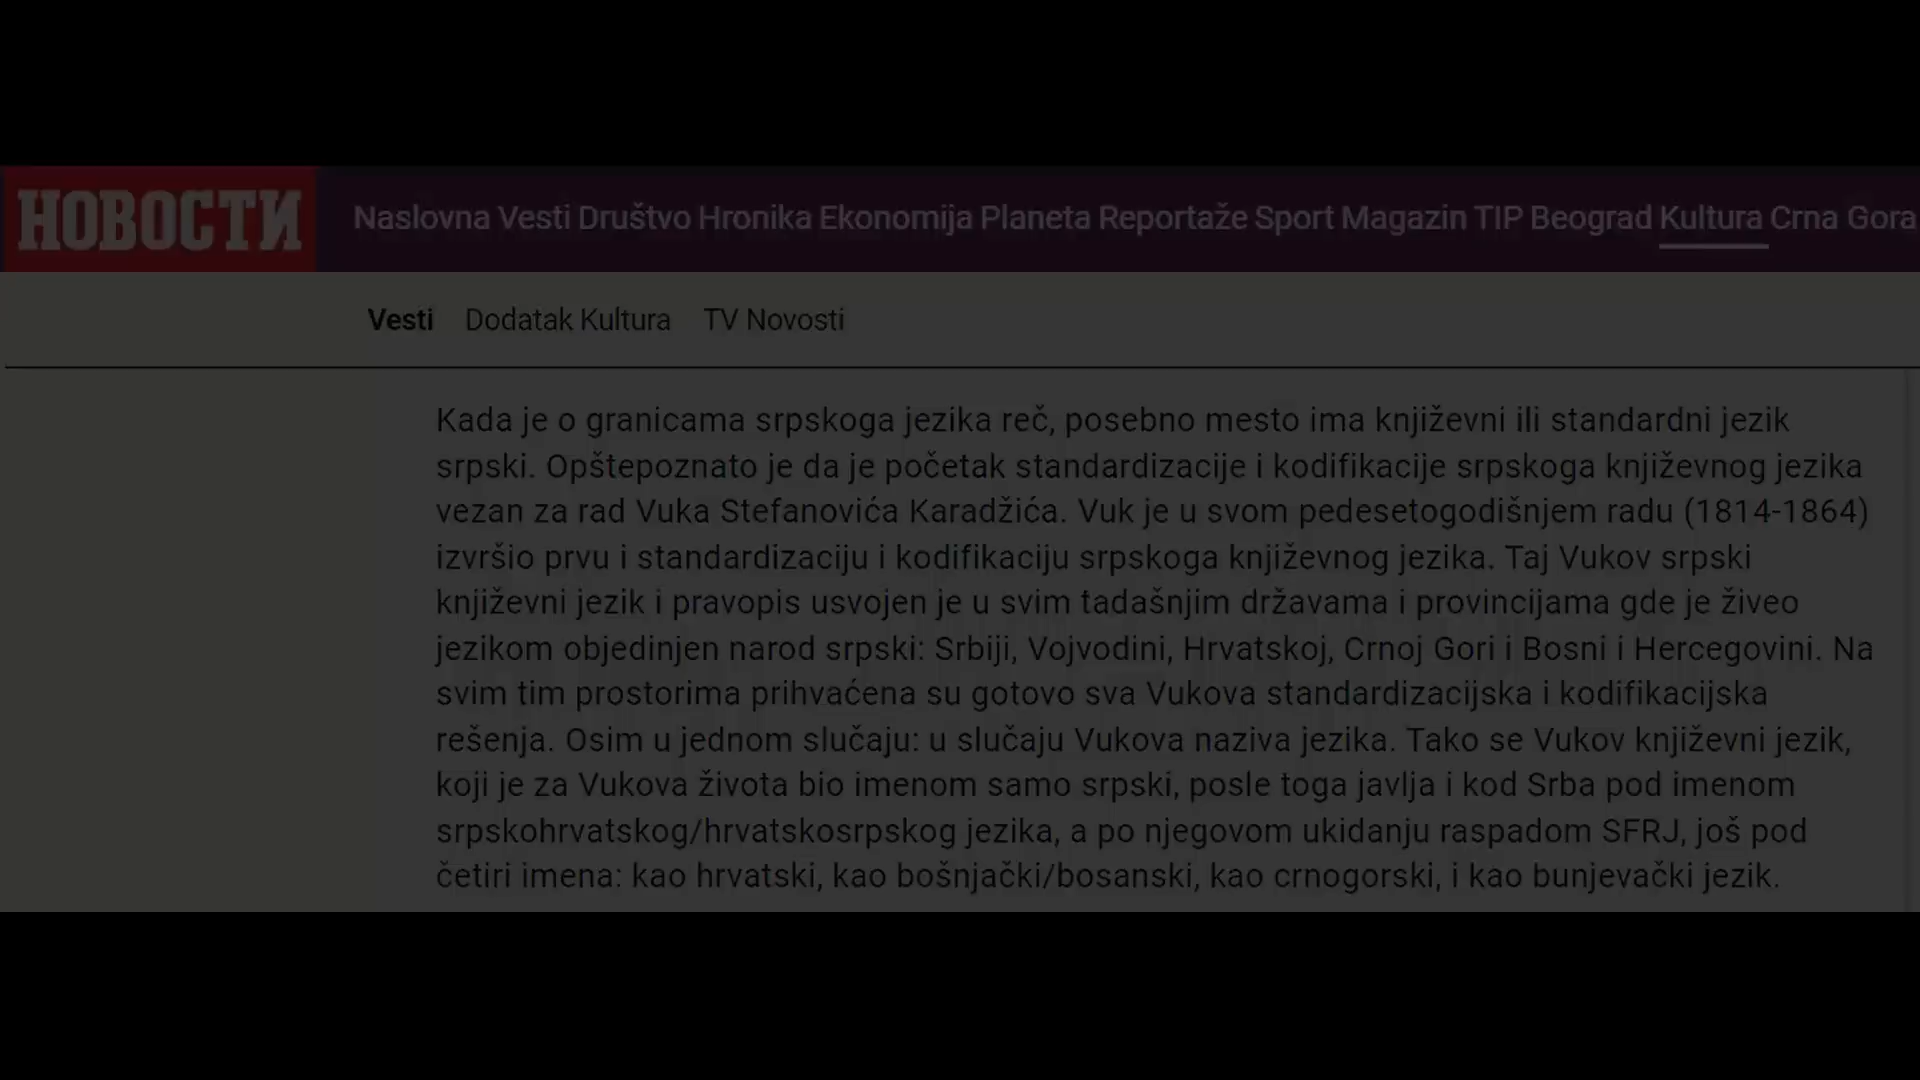 НОВОСТИ
Naslovna Vesti Društvo Hronika Ekonomija Planeta Reportaže Sport Magazin TIP Beograd Kultura Crna Gora
Vesti Dodatak Kultura TV Novosti
Kada je o granicama srpskoga jezika reč, posebno mesto ima književni ili standardni jezik
srpski. Opštepoznato je da je početak standardizacije i kodifikacije srpskoga književnog jezika
vezan za rad Vuka Stefanovića Karadžića. Vuk je u svom pedesetogodišnjem radu (1814-1864)
izvršio prvu i standardizaciju i kodifikaciju srpskoga književnog jezika. Taj Vukov srpski
književni jezik i pravopis usvojen je u svim tadašnjim državama i provincijama gde je živeo
jezikom objedinjen narod srpski: Srbiji, Vojvodini, Hrvatskoj, Crnoj Gori i Bosni i Hercegovini. Na
svim tim prostorima prihvaćena su gotovo sva Vukova standardizacijska i kodifikacijska
rešenja. Osim u jednom slučaju: u slučaju Vukova naziva jezika. Tako se Vukov književni jezik,
koji je za Vukova života bio imenom samo srpski, posle toga javlja i kod Srba pod imenom
srpskohrvatskog/hrvatskosrpskog jezika, a po njegovom ukidanju raspadom SFRJ, još pod
četiri imena: kao hrvatski, kao bošnjački/bosanski, kao crnogorski, i kao bunjevački jezik.